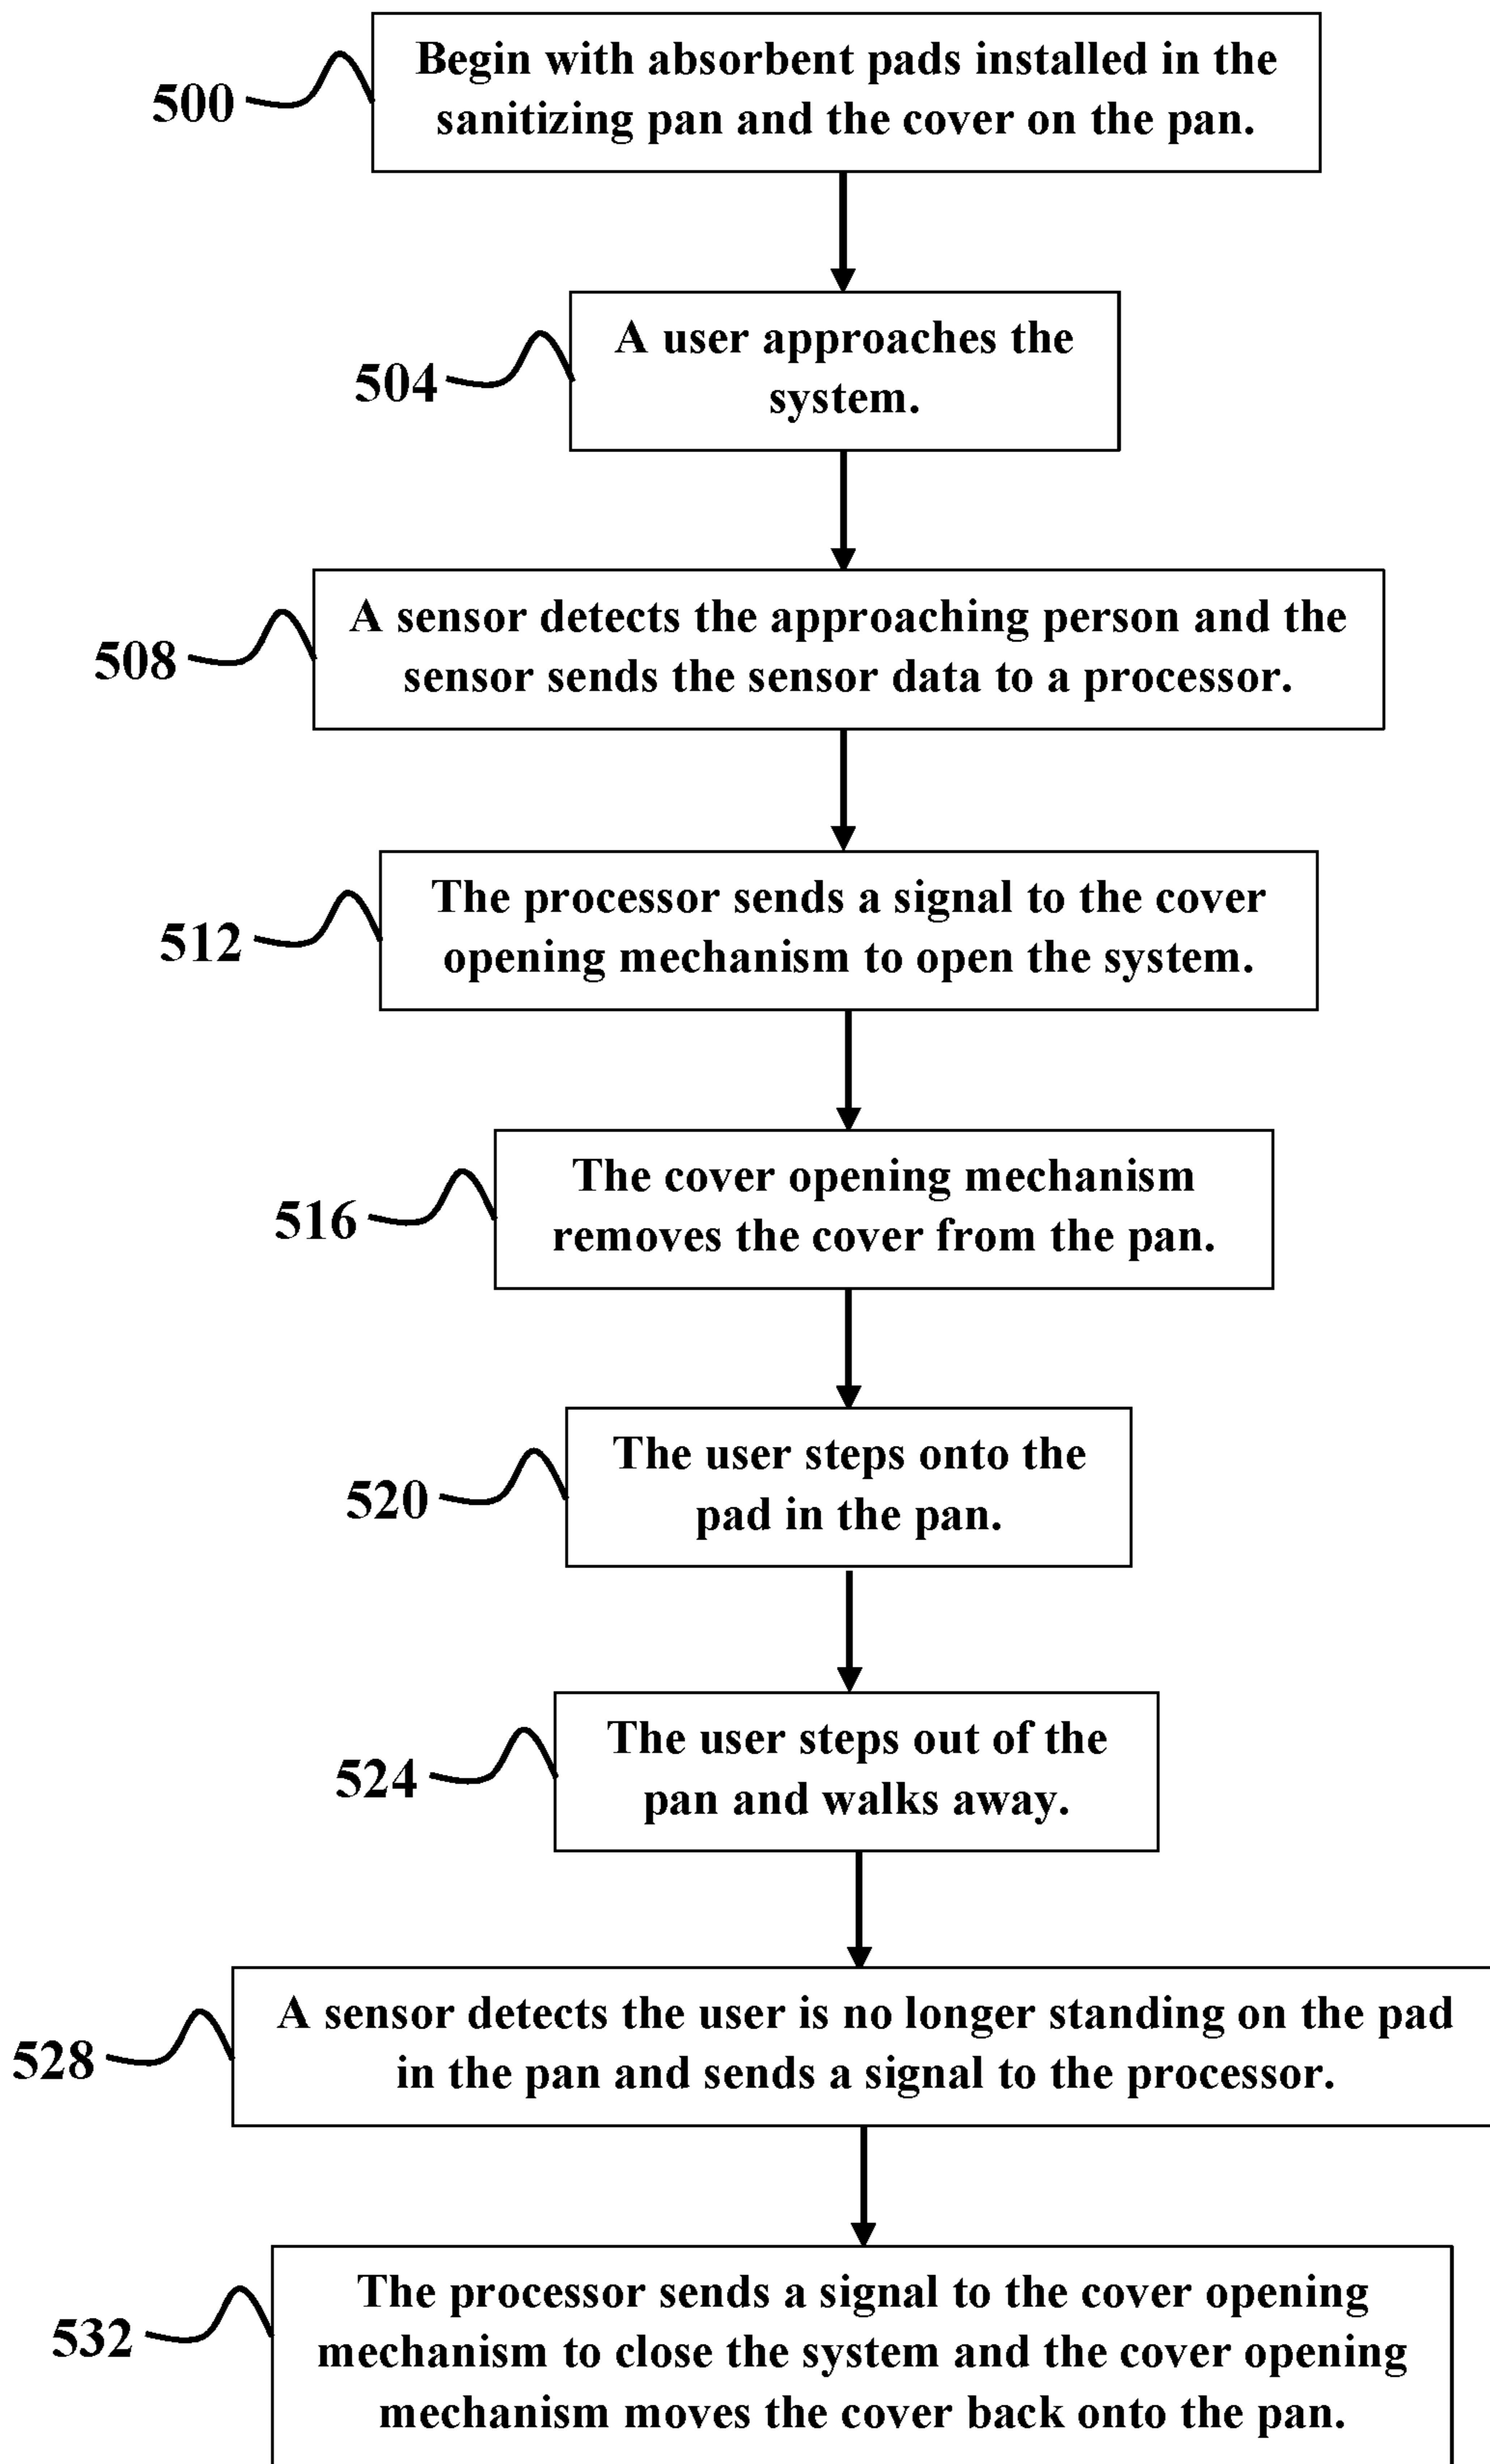 500
Begin with absorbent pads installed in the
sanitizing pan and the cover on the pan.
504
A user approaches the
system.
508
A sensor detects the approaching person and the
sensor sends the sensor data to a processor.
512
The processor sends a signal to the cover
opening mechanism to open the system.
516
The cover opening mechanism
removes the cover from the pan.
520
The user steps onto the
pad in the pan.
524
The user steps out of the
pan and walks away.
528
A sensor detects the user is no longer standing on the pad
in the pan and sends a signal to the processor.
532
The processor sends a signal to the cover opening
mechanism to close the system and the cover opening
mechanism moves the cover back onto the pan.